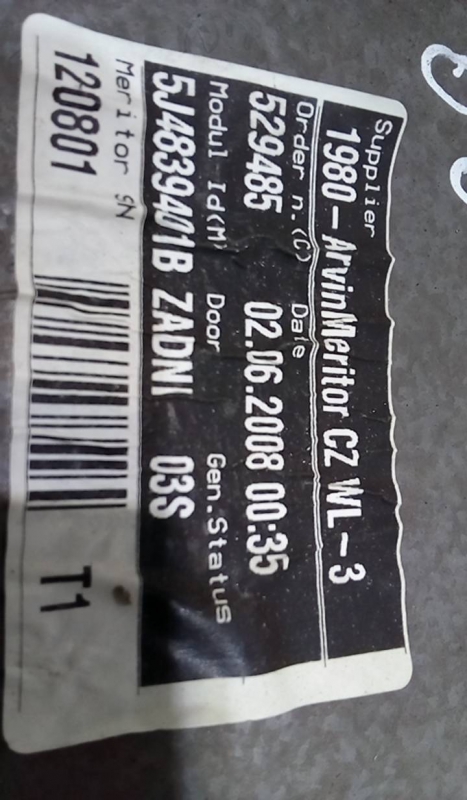 Supplier
1980-ArvinMeritor CZ WL-3
Order n.(C) Date
529485 02.06.2008 00:35
Modul Id(M) Door Gen.Status
5J4839401B ZADNI 03S
Meritor SN
120801 T1